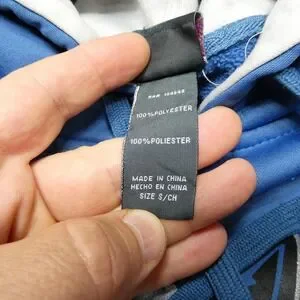 100%POLYESTER
100%POLIESTER
MADE IN CHINA
HECHO EN CHINA
SIZE S/CH